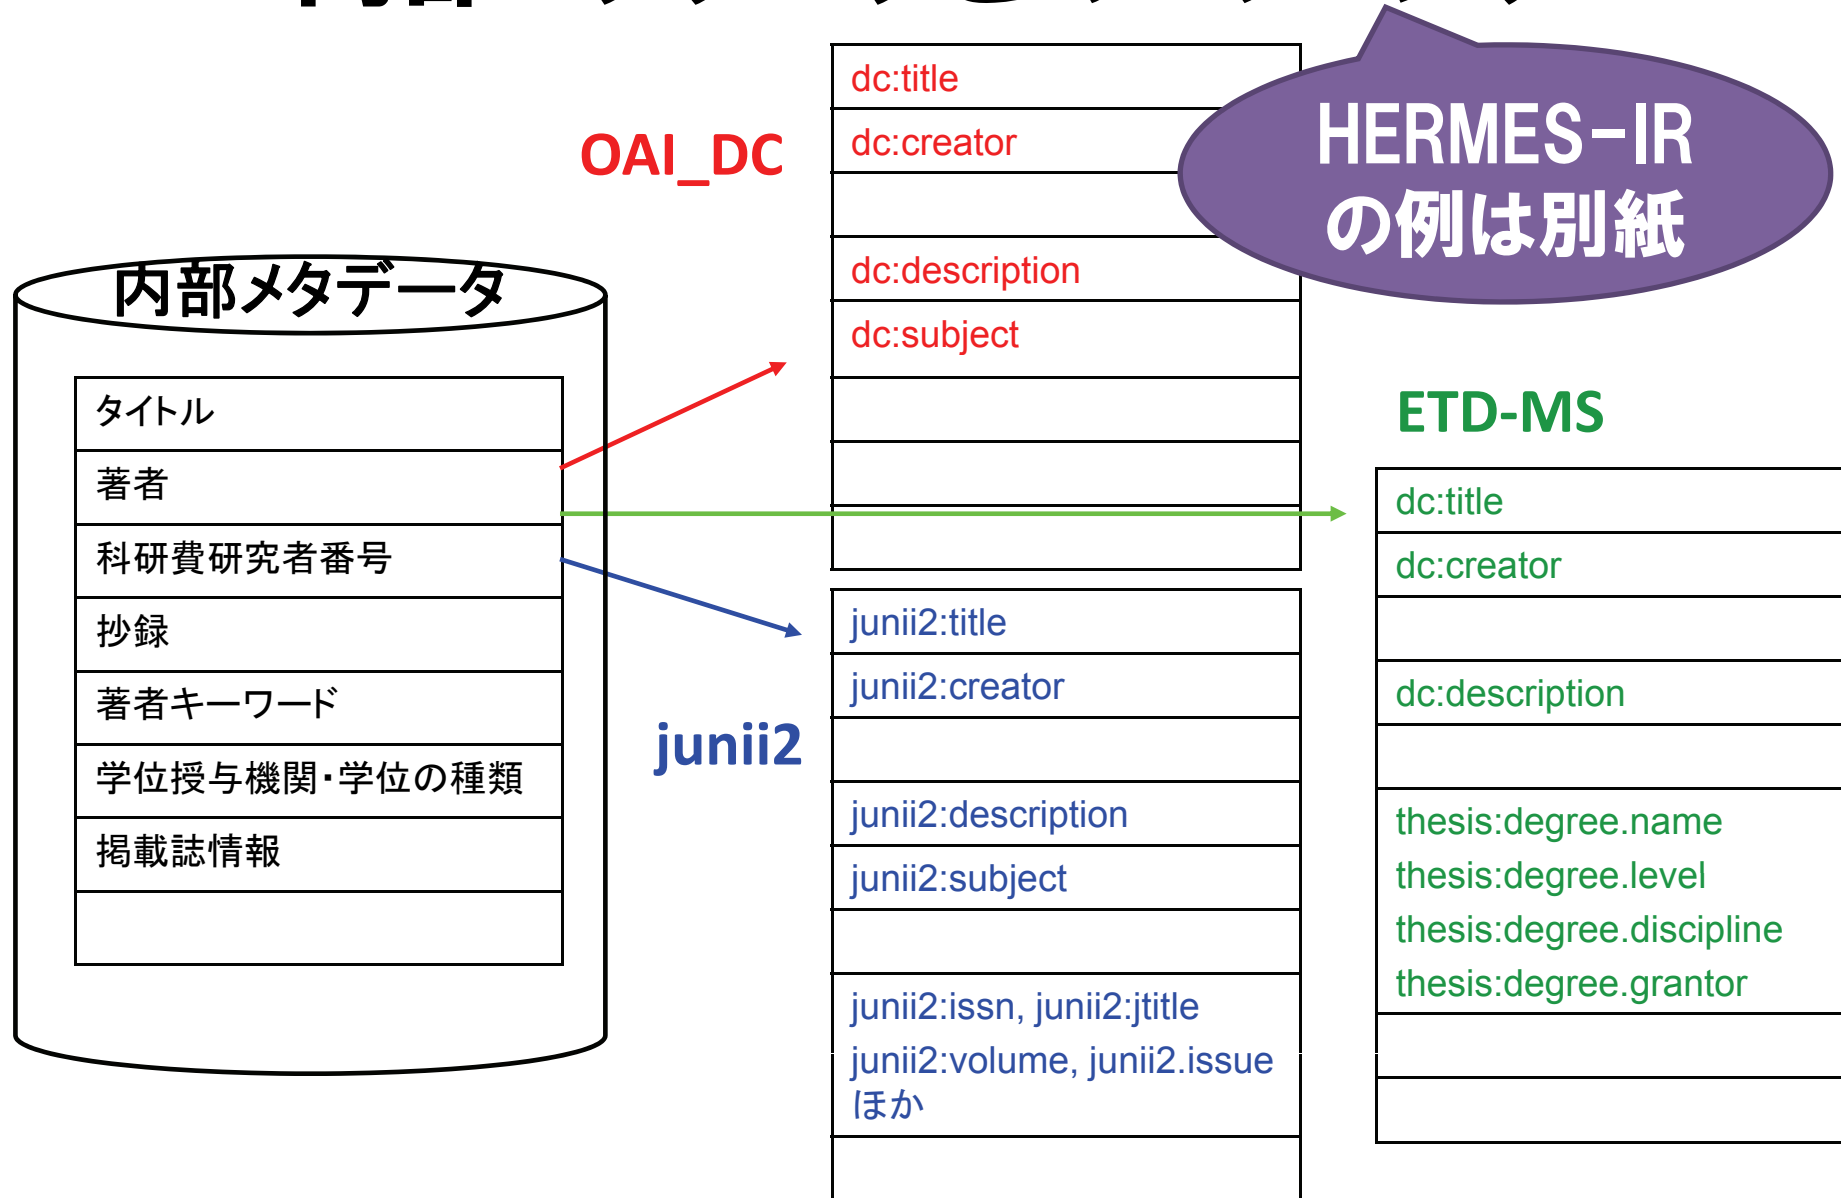 HERMES-IR
の例は別紙
OAI_DC
dc:title
dc:creator
dc:description
dc:subject
内部メタデータ
タイトル
著者
科研費研究者番号
抄録
著者キーワード
学位授与機関・学位の種類
掲載誌情報
junii2
junii2:title
junii2:creator
junii2:description
junii2:subject
junii2:issn, junii2:jtitle
junii2:volume, junii2.issue
ほか
ETD-MS
dc:title
dc:creator
dc:description
thesis:degree.name
thesis:degree.level
thesis:degree.discipline
thesis:degree.grantor